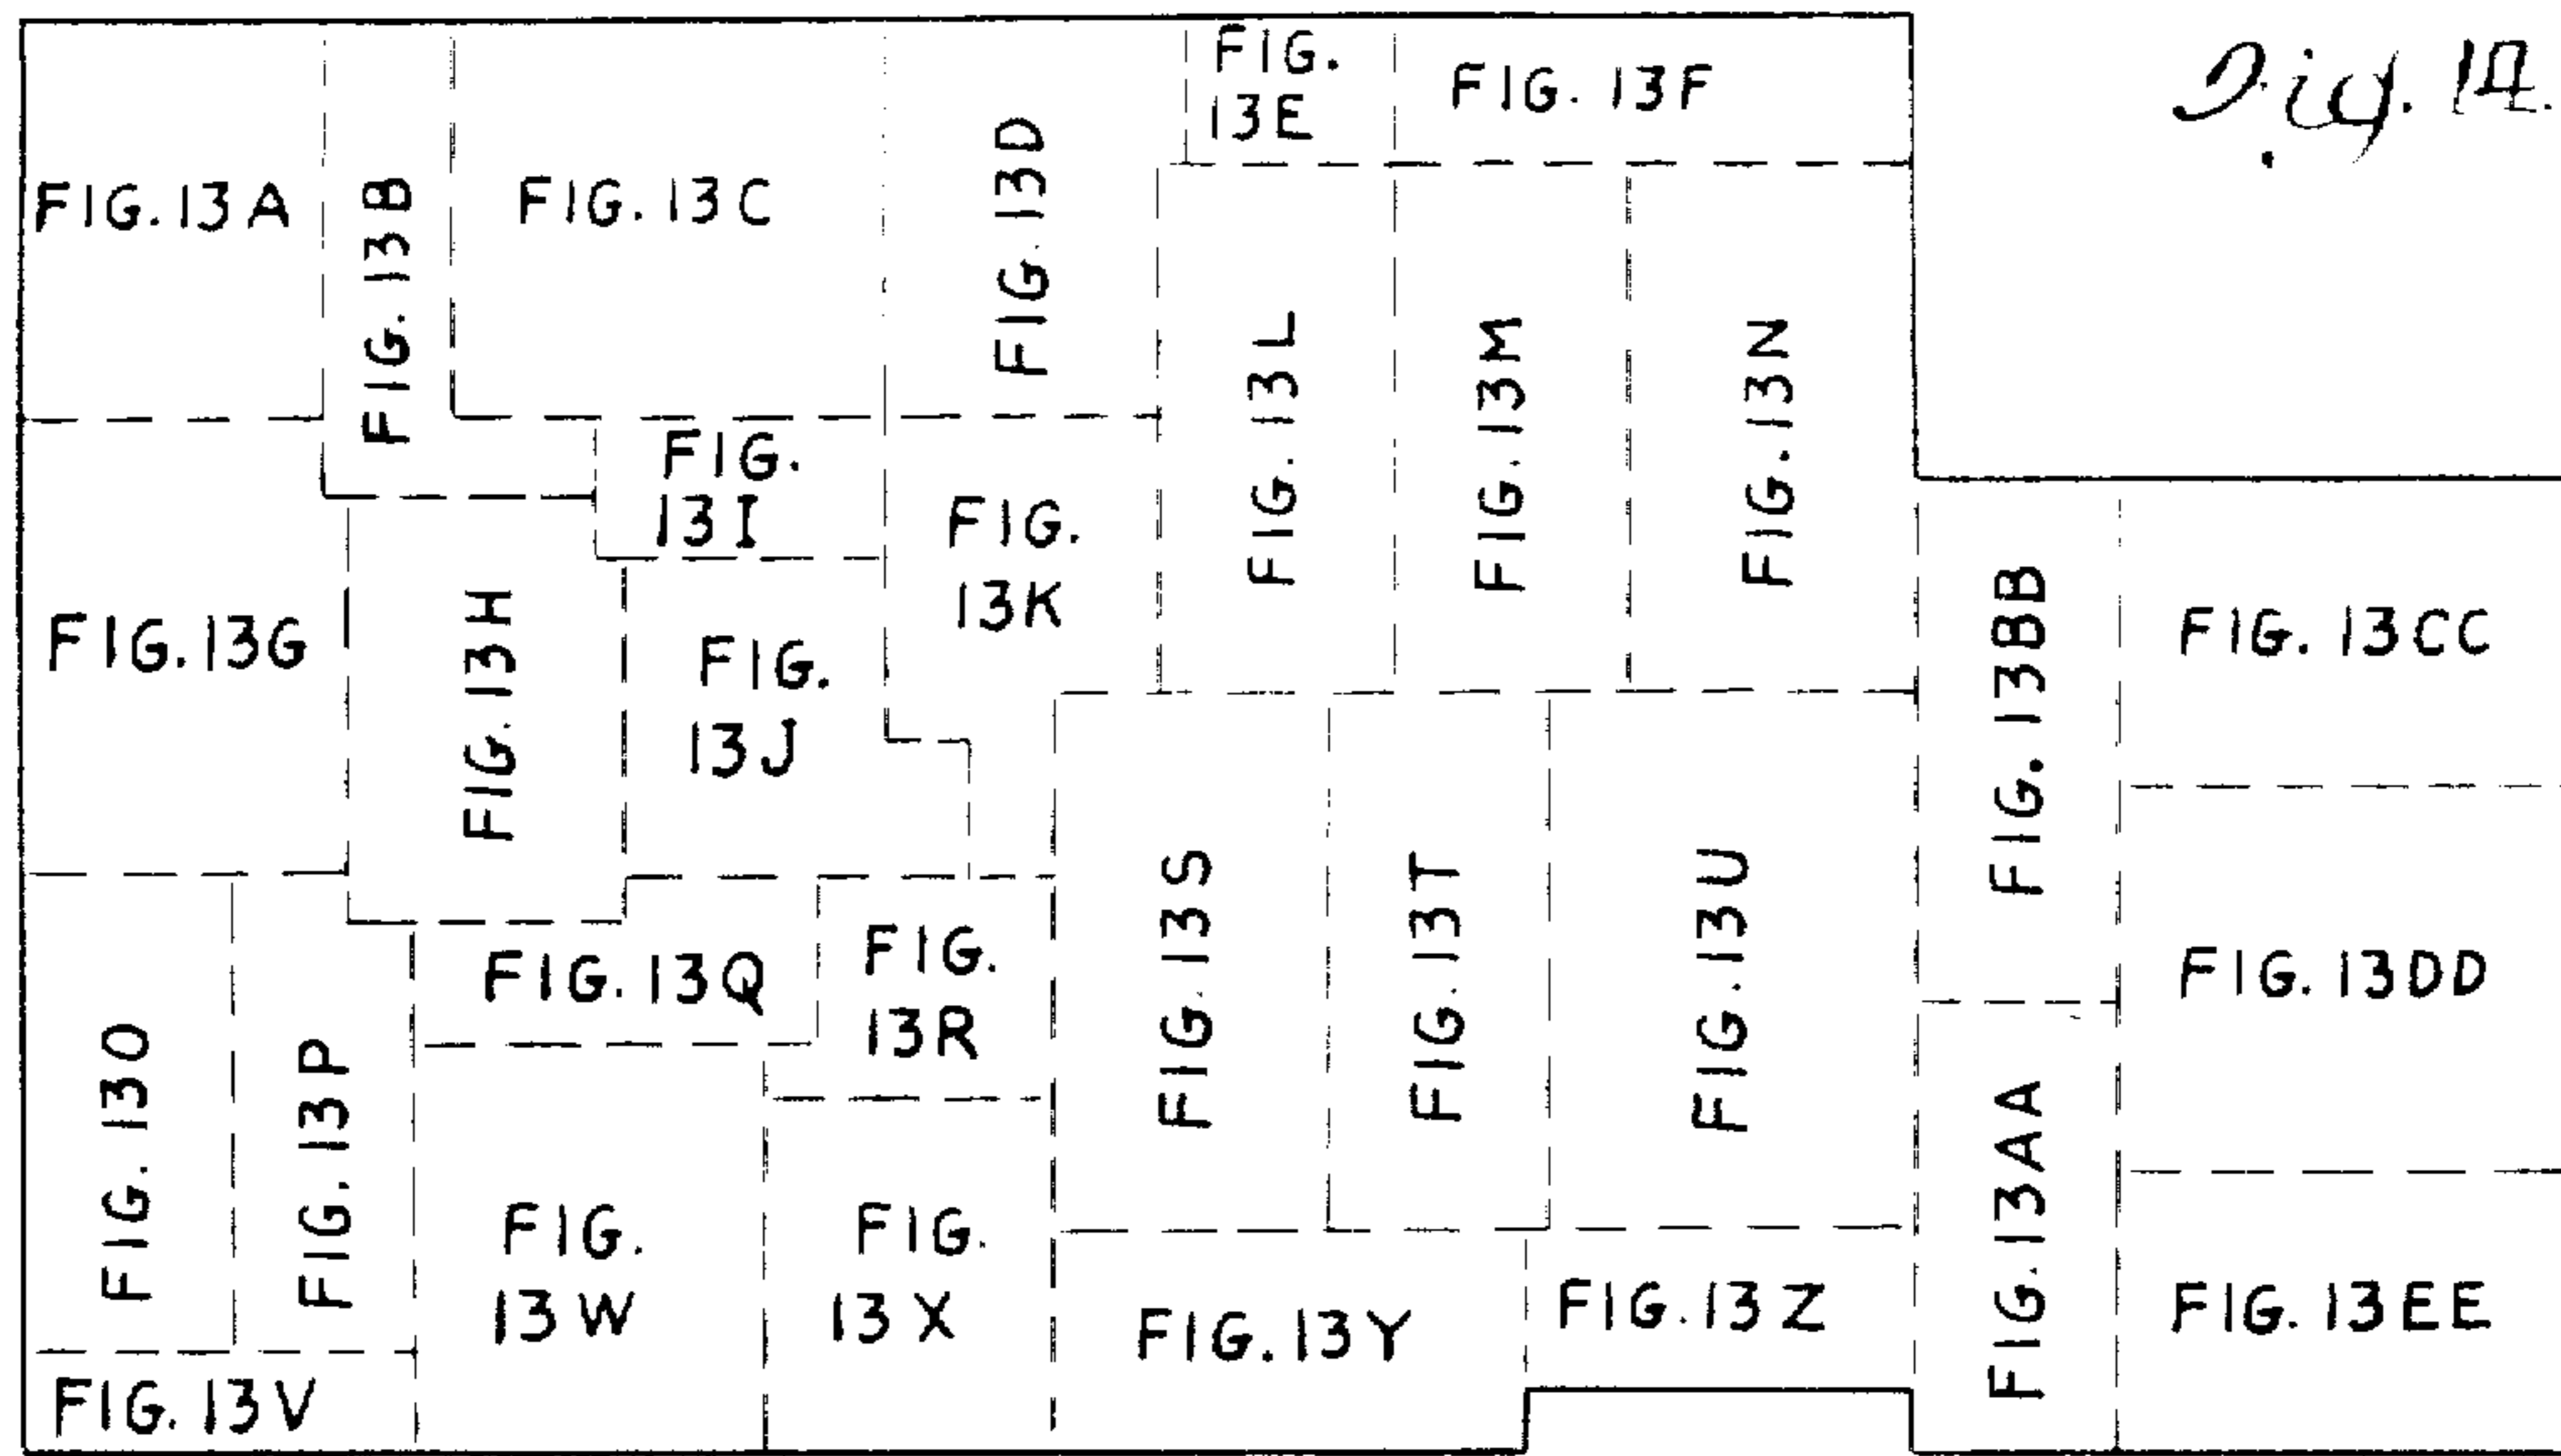 Fig. 14.
FIG. 13A
FIG. 13B
FIG. 13C
FIG. 13D
FIG.
13E
FIG. 13F
FIG. 13G
FIG. 13H
FIG.
13I
FIG.
13J
FIG.
13K
FIG. 13L
FIG. 13M
FIG. 13N
FIG. 13O
FIG. 13P
FIG. 13Q
FIG.
13R
FIG. 13S
FIG. 13T
FIG. 13U
FIG. 13V
FIG.
13W
FIG.
13X
FIG. 13Y
FIG. 13Z
FIG. 13AA
FIG. 13BB
FIG. 13CC
FIG. 13DD
FIG. 13EE